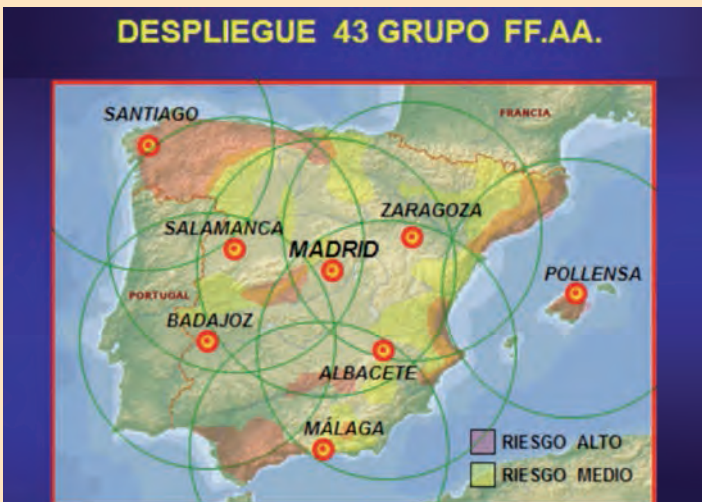 DESPLIEGUE 43 GRUPO FF.AA.
SANTIAGO
FRANCIA
SALAMANCA
ZARAGOZA
MADRID
POLLENSA
PORTUGAL
BADAJOZ
ALBACETE
MÁLAGA
RIESGO ALTO
RIESGO MEDIO